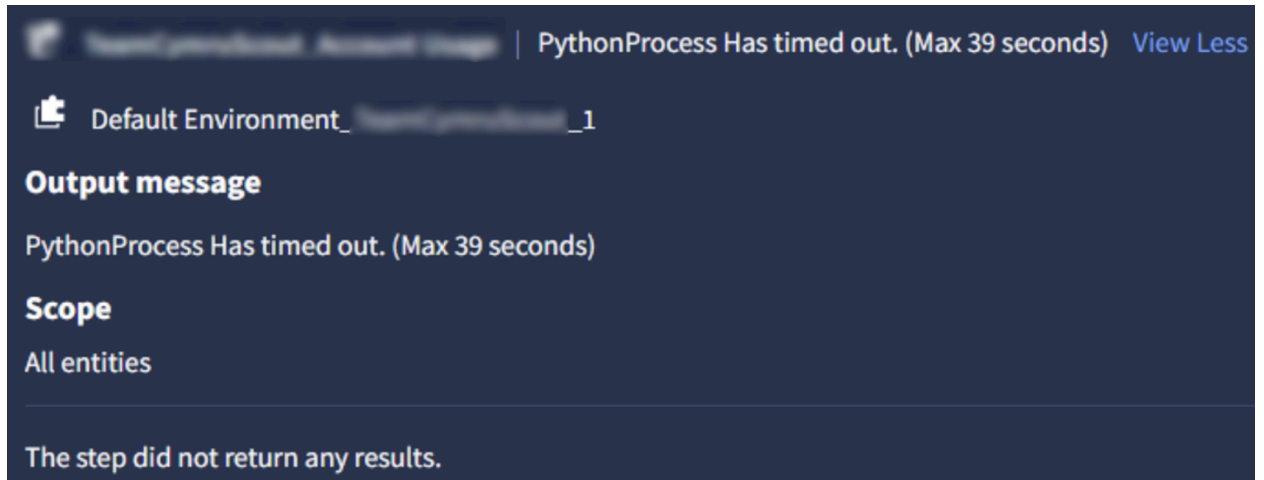 | PythonProcess Has timed out. (Max 39 seconds) View Less
Default Environment_ _1
Output message
PythonProcess Has timed out. (Max 39 seconds)
Scope
All entities
The step did not return any results.